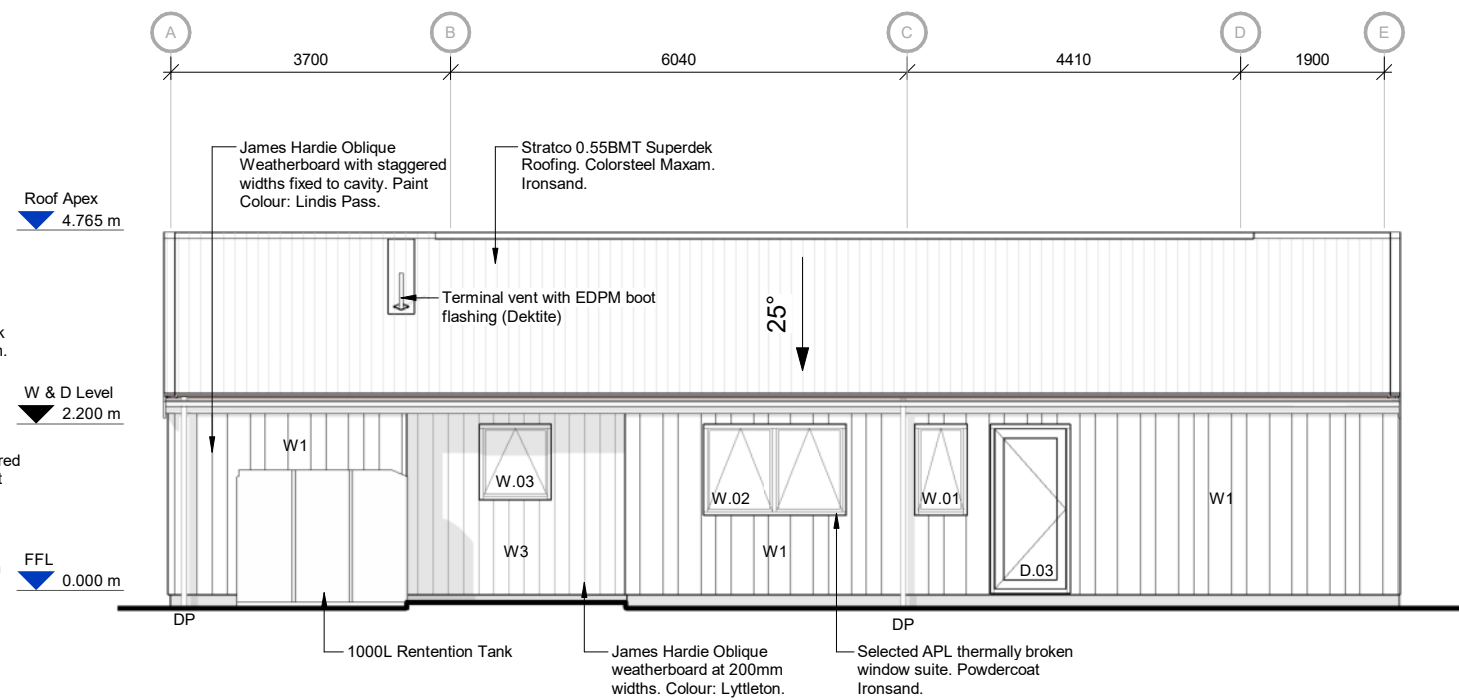 A B C D E
3700 6040 4410 1900
James Hardie Oblique
Weatherboard with staggered
widths fixed to cavity. Paint
Colour: Lindis Pass.
Stratco 0.55BMT Superdek
Roofing. Colorsteel Maxam.
Ironsand.
Roof Apex
4.765 m
Terminal vent with EDPM boot
flashing (Dektite)
25°
W & D Level
2.200 m
W1
W.03
W.02
W.01
W1
W3
W1
D.03
FFL
0.000 m
DP
DP
1000L Rentention Tank
James Hardie Oblique
weatherboard at 200mm
widths. Colour: Lyttleton.
Selected APL thermally broken
window suite. Powdercoat
Ironsand.